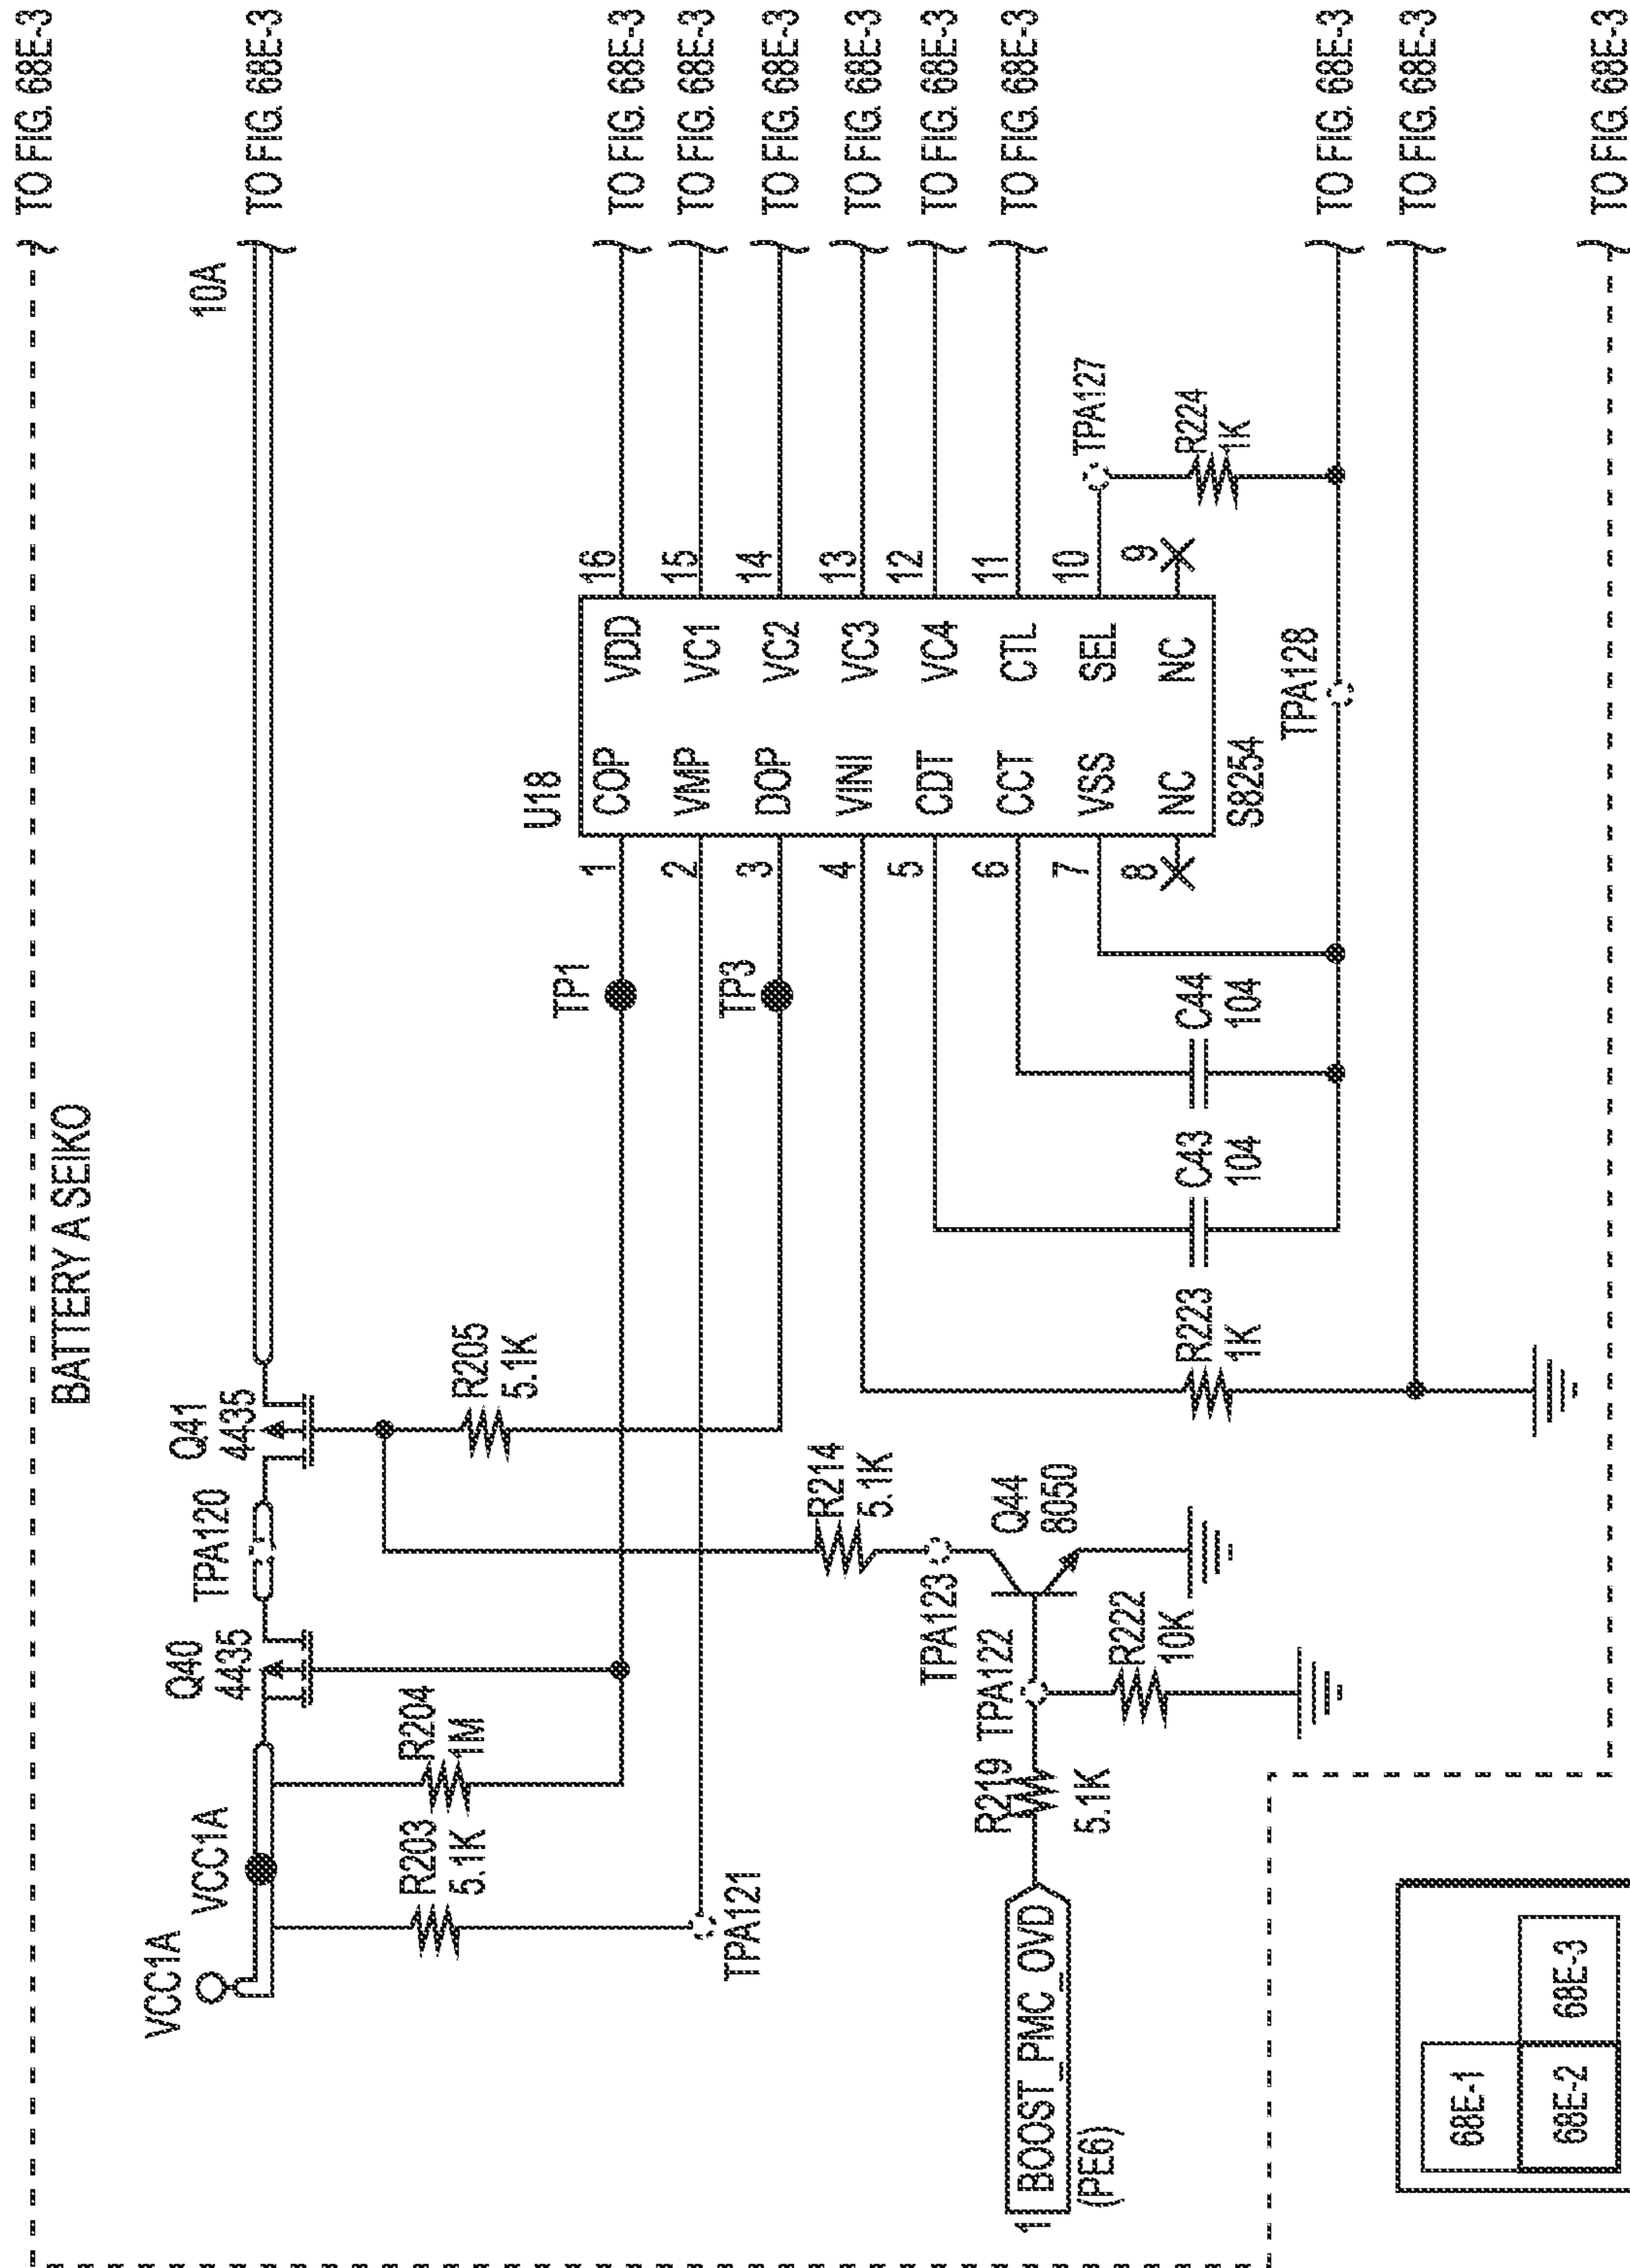 BATTERY A SEIKO
TO FIG. 68E-3
VCC1A
VCC1A
Q40
4435
TPA120
Q41
4435
10A
TO FIG. 68E-3
R203
5.1K
R204
1M
R205
5.1K
TPA121
U18
TP1
1
COP
VDD
16
TO FIG. 68E-3
2
VMP
VC1
15
TO FIG. 68E-3
TP3
3
DOP
VC2
14
TO FIG. 68E-3
4
VINI
VC3
13
TO FIG. 68E-3
5
CDT
VC4
12
TO FIG. 68E-3
6
CCT
CTL
11
TO FIG. 68E-3
7
VSS
SEL
10
TPA127
8
NC
NC
9
S8254
R214
5.1K
TPA123
Q44
8050
1
BOOST_PMC_OVD
(PE6)
R219
5.1K
TPA122
R222
10K
R223
1K
C43
104
C44
104
R224
1K
TPA128
TO FIG. 68E-3
TO FIG. 68E-3
TO FIG. 68E-3
68E-1
68E-2
68E-3